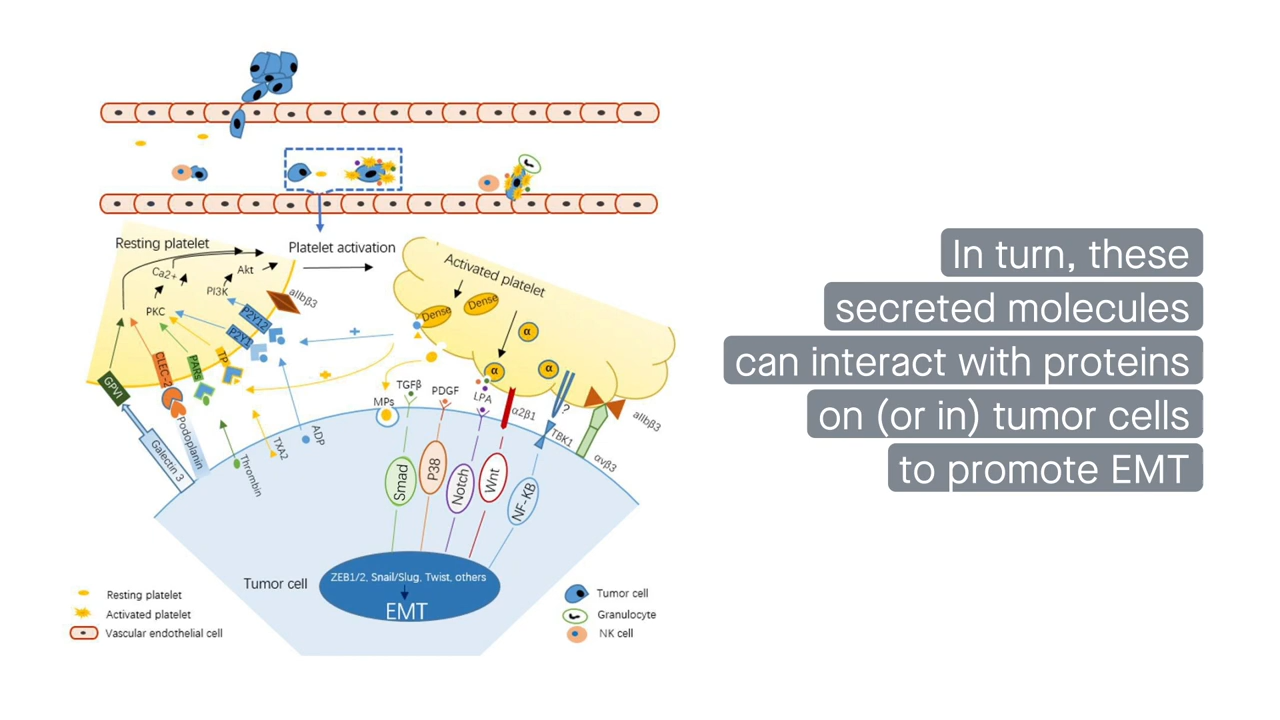 Resting platelet
Platelet activation
Activated platelet
Ca2+
Akt
PI3K
PKC
αIIbβ3
P2Y12
P2Y1
TP
PARs
CLEC-2
GPVI
Dense
Dense
α
α
α
+
+
Galectin 3
Podoplanin
Thrombin
TXA2
ADP
MPs
TGFβ
PDGF
LPA
α2β1
?
TBK1
αIIbβ3
αvβ3
Smad
P38
Notch
Wnt
NF-KB
Tumor cell
ZEB1/2, Snail/Slug, Twist, others
EMT
Resting platelet
Activated platelet
Vascular endothelial cell
Tumor cell
Granulocyte
NK cell
In turn, these
secreted molecules
can interact with proteins
on (or in) tumor cells
to promote EMT